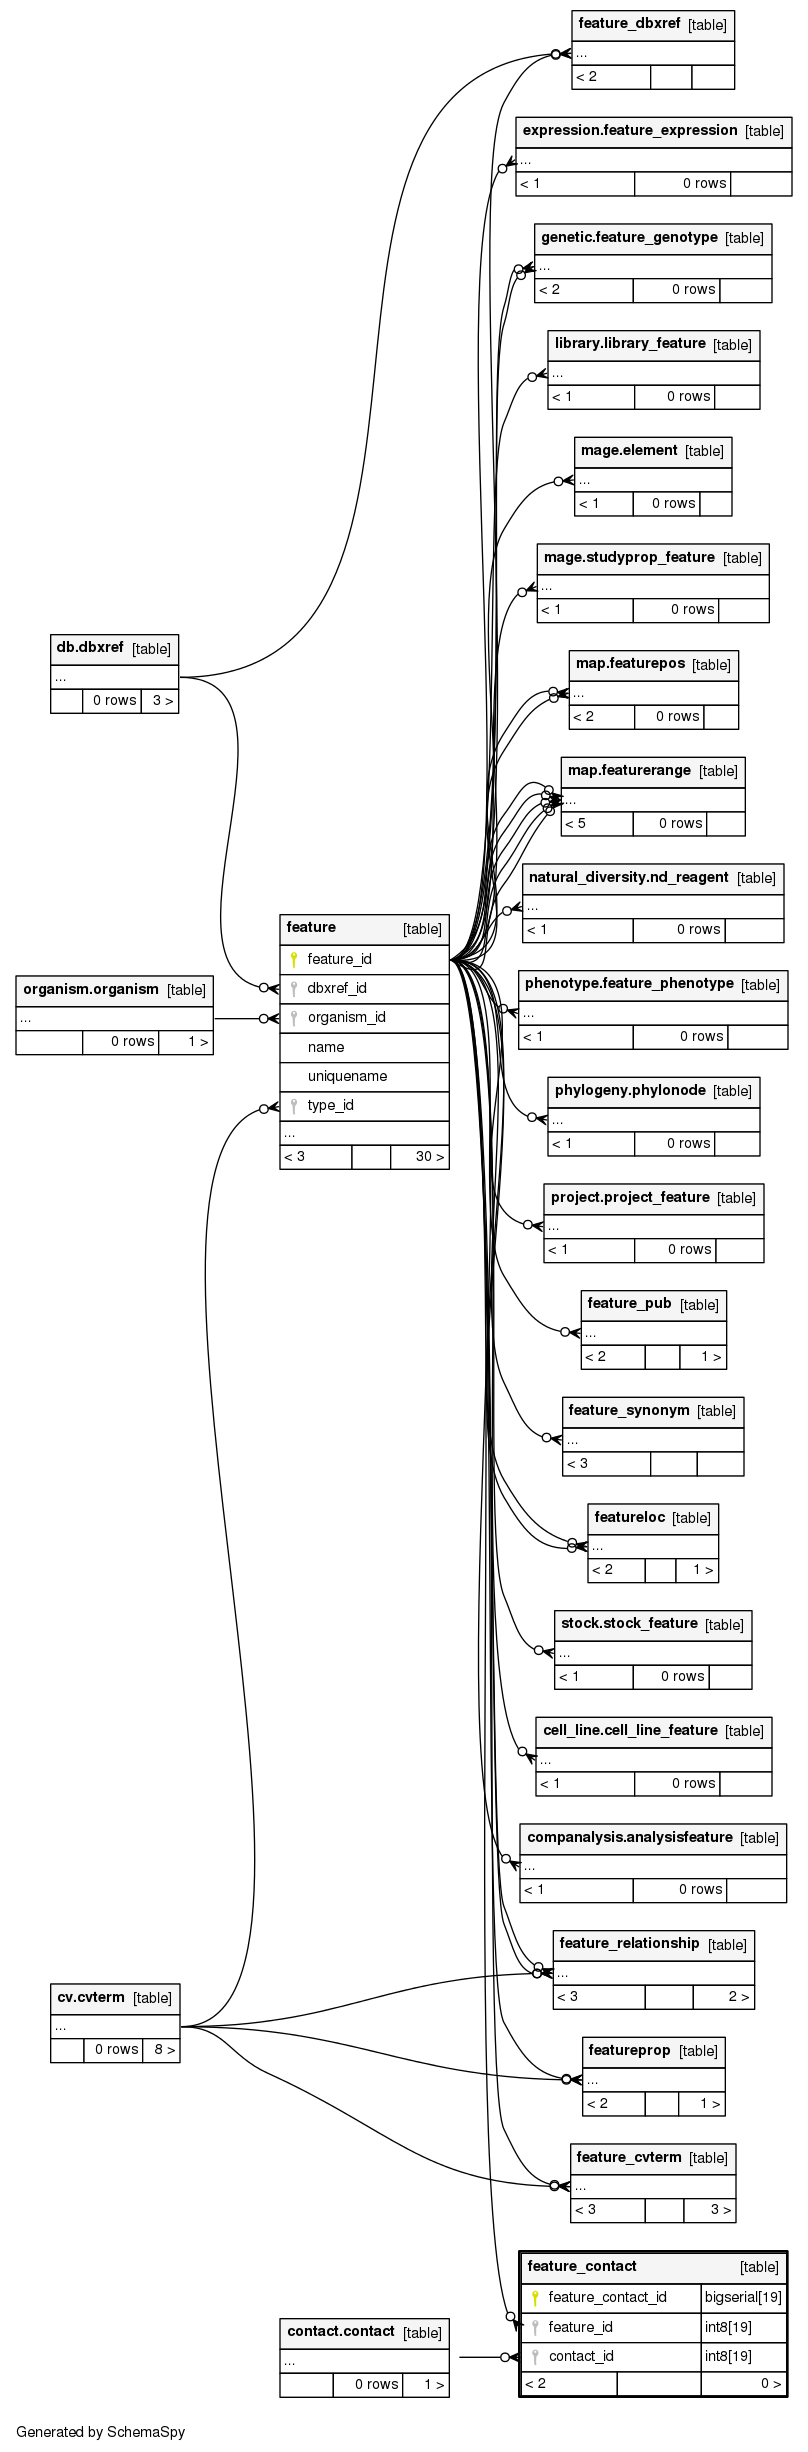 feature_dbxref [table]
...
< 2
expression.feature_expression [table]
...
< 1 0 rows
genetic.feature_genotype [table]
...
< 2 0 rows
library.library_feature [table]
...
< 1 0 rows
mage.element [table]
...
< 1 0 rows
mage.studyprop_feature [table]
...
< 1 0 rows
db.dbxref [table]
...
0 rows 3 >
map.featurepos [table]
...
< 2 0 rows
map.featurerange [table]
...
< 5 0 rows
natural_diversity.nd_reagent [table]
...
< 1 0 rows
feature [table]
feature_id
dbxref_id
organism_id
name
uniquename
type_id
...
< 3 30 >
organism.organism [table]
...
0 rows 1 >
phenotype.feature_phenotype [table]
...
< 1 0 rows
phylogeny.phylonode [table]
...
< 1 0 rows
project.project_feature [table]
...
< 1 0 rows
feature_pub [table]
...
< 2 1 >
feature_synonym [table]
...
< 3
featureloc [table]
...
< 2 1 >
stock.stock_feature [table]
...
< 1 0 rows
cell_line.cell_line_feature [table]
...
< 1 0 rows
companalysis.analysisfeature [table]
...
< 1 0 rows
feature_relationship [table]
...
< 3 2 >
cv.cvterm [table]
...
0 rows 8 >
featureprop [table]
...
< 2 1 >
feature_cvterm [table]
...
< 3 3 >
feature_contact [table]
feature_contact_id bigserial[19]
feature_id int8[19]
contact_id int8[19]
< 2 0 >
contact.contact [table]
...
0 rows 1 >
Generated by SchemaSpy